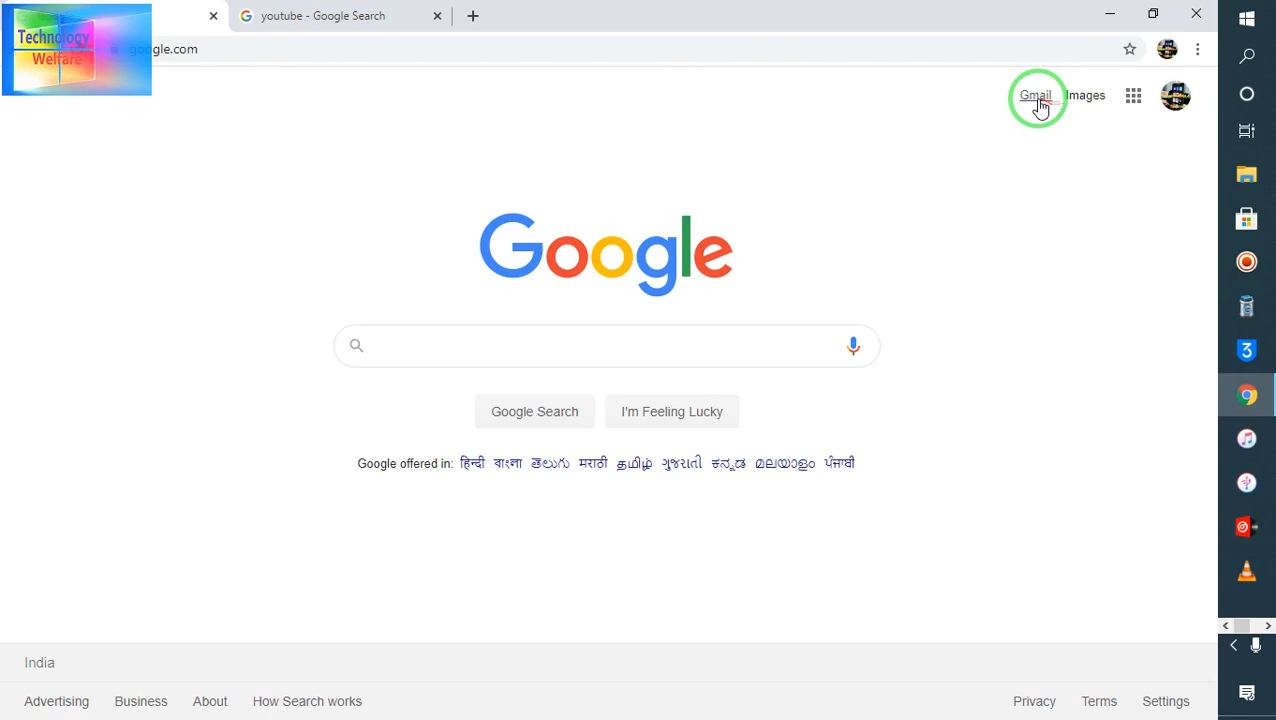 Technology
Welfare
youtube - Google Search
google.com
Gmail
Images
Google
Google Search
I'm Feeling Lucky
Google offered in: हिन्दी বাংলা తెలుగు मराठी தமிழ் ગુજરાતી ಕನ್ನಡ മലയാളം ਪੰਜਾਬੀ
India
Advertising
Business
About
How Search works
Privacy
Terms
Settings